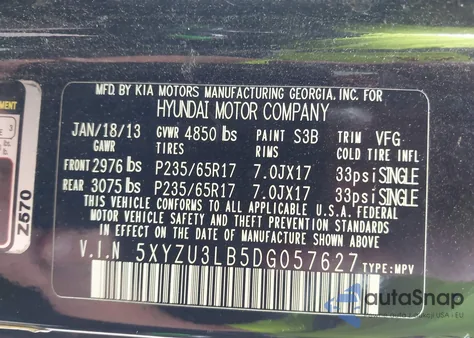 MFD. BY KIA MOTORS MANUFACTURING GEORGIA, INC. FOR
HYUNDAI MOTOR COMPANY
JAN/18/13 GVWR 4850 lbs PAINT S3B TRIM VFG
GAWR TIRES RIMS COLD TIRE INFL.
FRONT 2976 lbs P235/65R17 7.0JX17 33psi SINGLE
REAR 3075 lbs P235/65R17 7.0JX17 33psi SINGLE
THIS VEHICLE CONFORMS TO ALL APPLICABLE U.S.A. FEDERAL
MOTOR VEHICLE SAFETY AND THEFT PREVENTION STANDARDS
IN EFFECT ON THE DATE OF MANUFACTURE SHOWN ABOVE.
V.I.N 5XYZU3LB5DG057627 TYPE:MPV
Z570
autoSnap